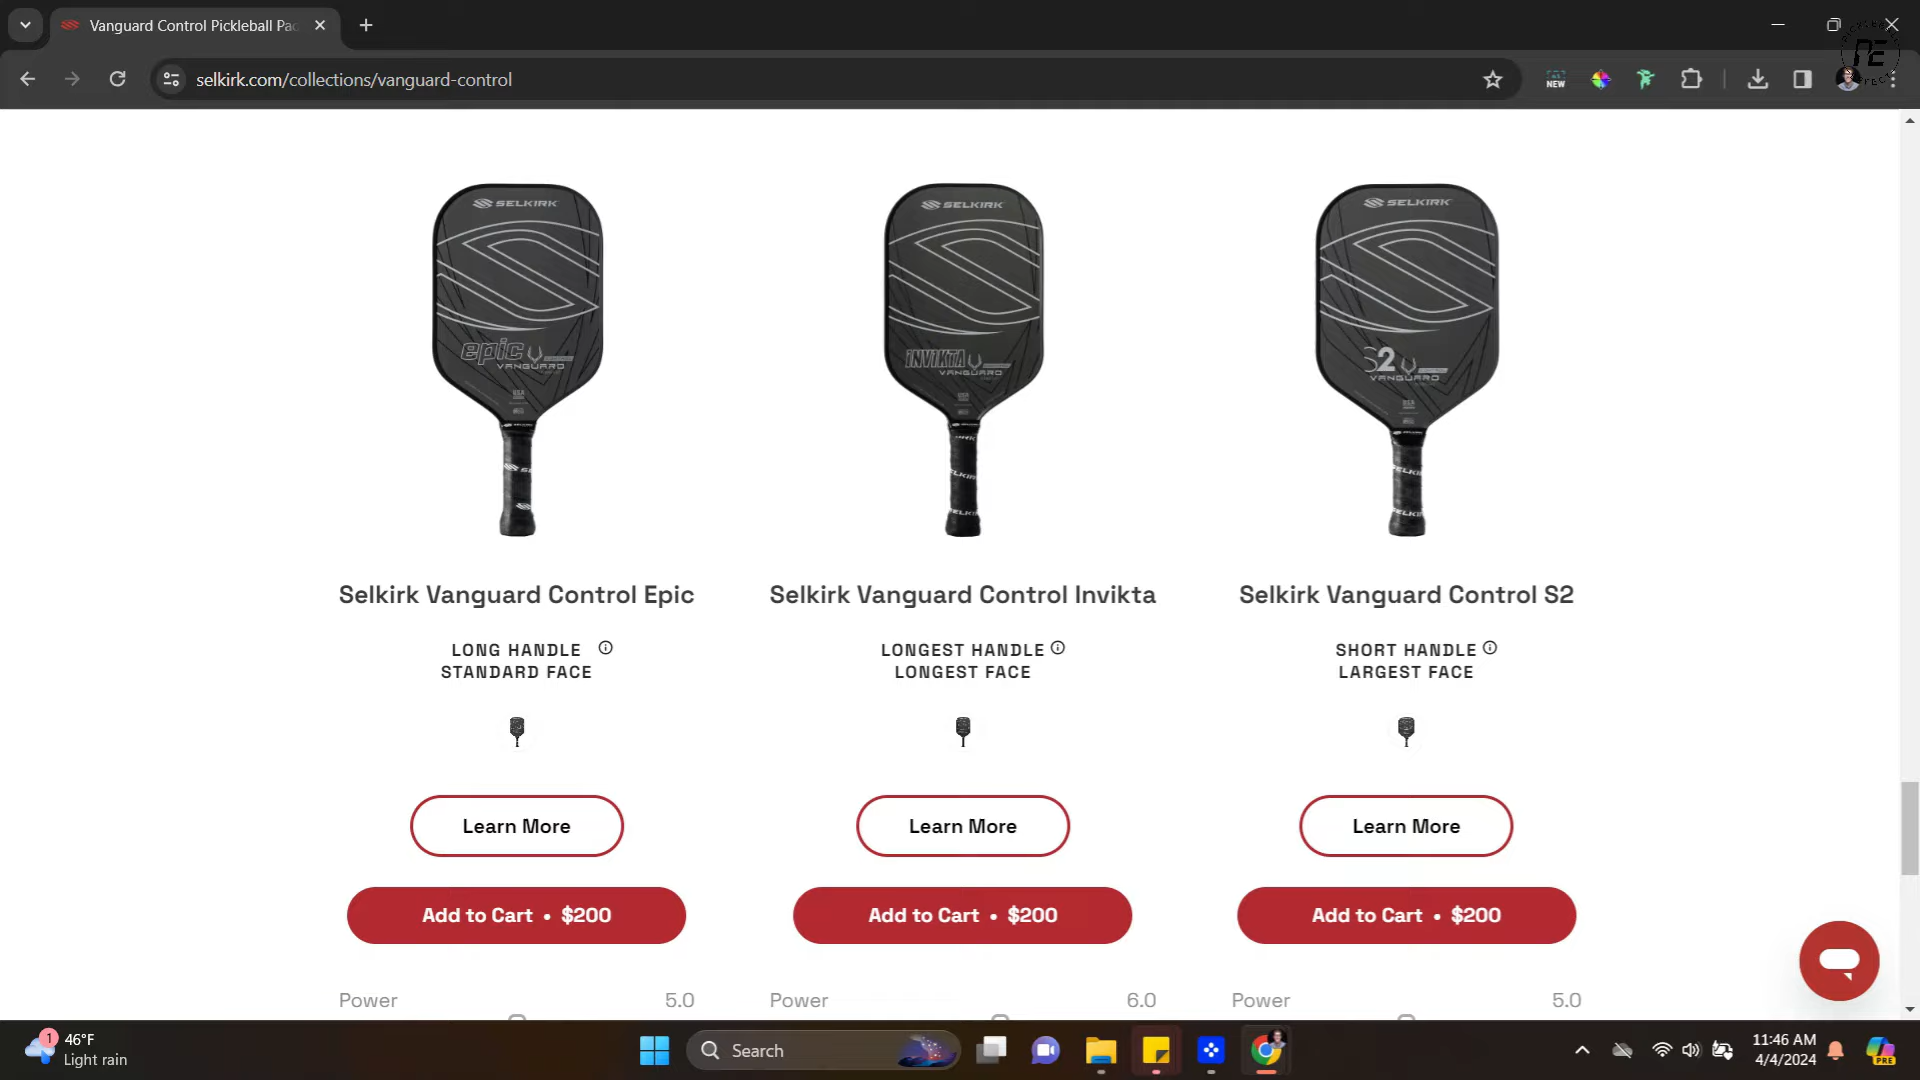 Vanguard Control Pickleball Pad
selkirk.com/collections/vanguard-control
NEW
SELKIRK
SELKIRK
SELKIRK
epic
VANGUARD
INVIKTA
VANGUARD
S2
VANGUARD
Selkirk Vanguard Control Epic
Selkirk Vanguard Control Invikta
Selkirk Vanguard Control S2
LONG HANDLE
STANDARD FACE
LONGEST HANDLE
LONGEST FACE
SHORT HANDLE
LARGEST FACE
Learn More
Learn More
Learn More
Add to Cart • $200
Add to Cart • $200
Add to Cart • $200
Power 5.0
Power 6.0
Power 5.0
1
46°F
Light rain
Search
11:46 AM
4/4/2024
PRE